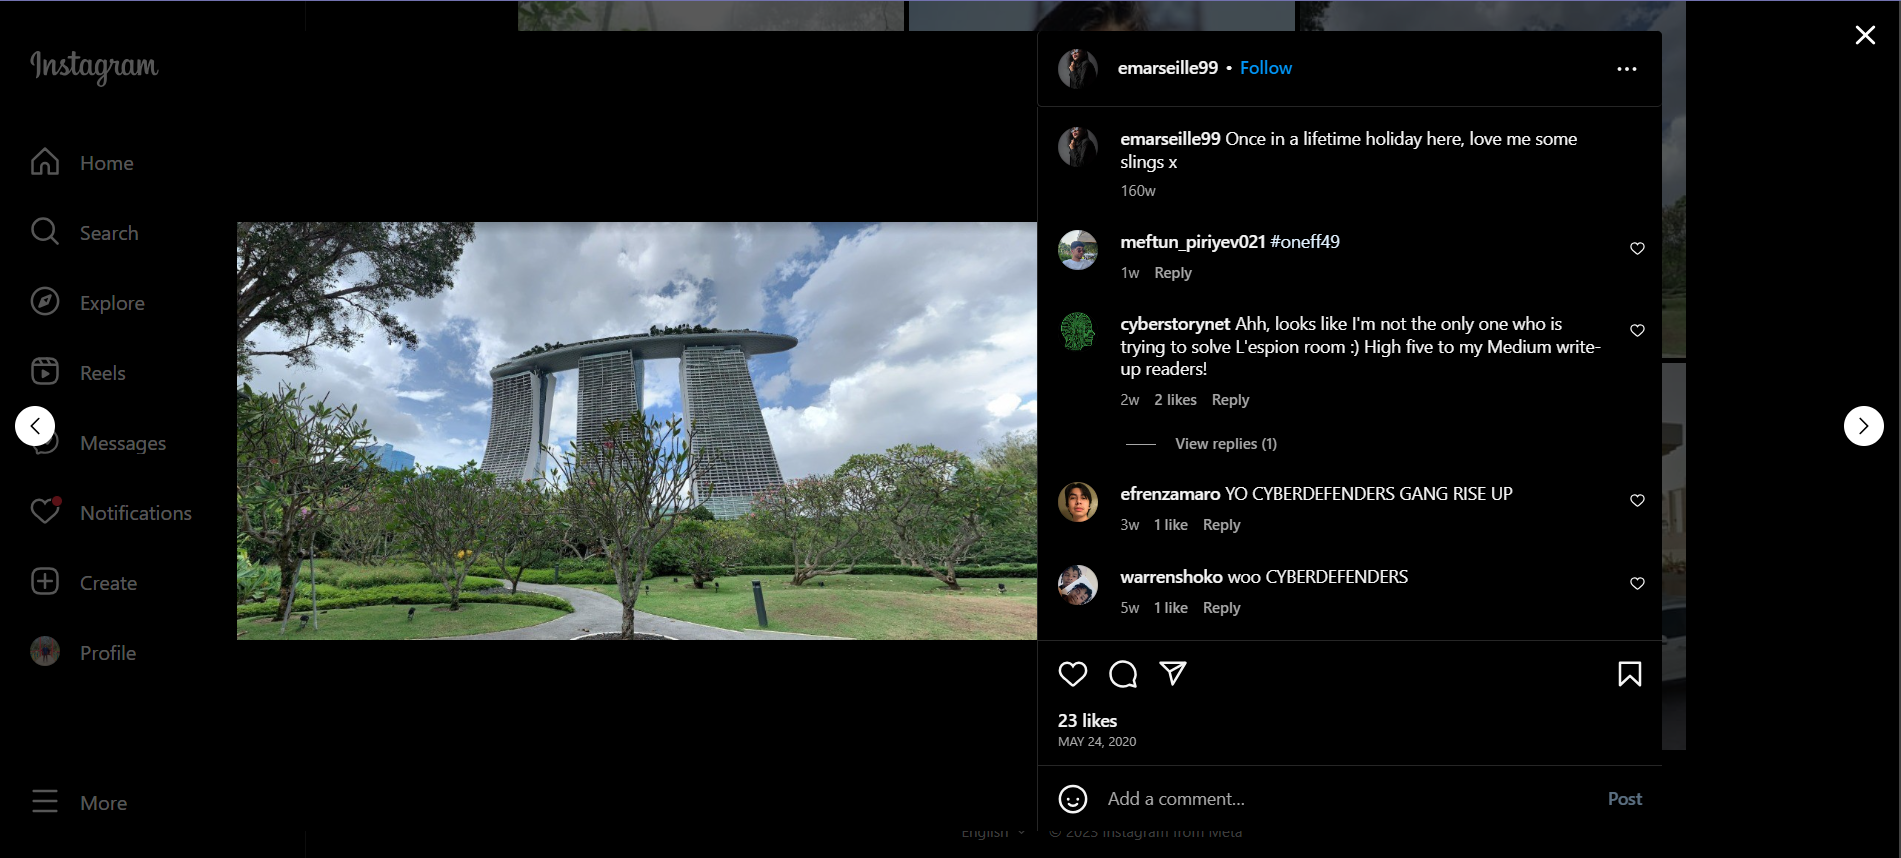 Instagram
Home
Search
Explore
Reels
Messages
Notifications
Create
Profile
More
emarseille99 • Follow
emarseille99 Once in a lifetime holiday here, love me some
slings x
160w
meftun_piriyev021 #oneff49
1w Reply
cyberstorynet Ahh, looks like I'm not the only one who is
trying to solve L'espion room :) High five to my Medium write-
up readers!
2w 2 likes Reply
View replies (1)
efrenzamaro YO CYBERDEFENDERS GANG RISE UP
3w 1 like Reply
warrenshoko woo CYBERDEFENDERS
5w 1 like Reply
23 likes
MAY 24, 2020
Add a comment...
Post
English © 2023 Instagram from Meta